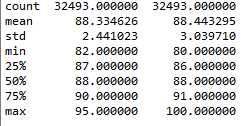 count 32493.000000 32493.000000
mean 88.334626 88.443295
std 2.441023 3.039710
min 82.000000 80.000000
25% 87.000000 86.000000
50% 88.000000 88.000000
75% 90.000000 91.000000
max 95.000000 100.000000